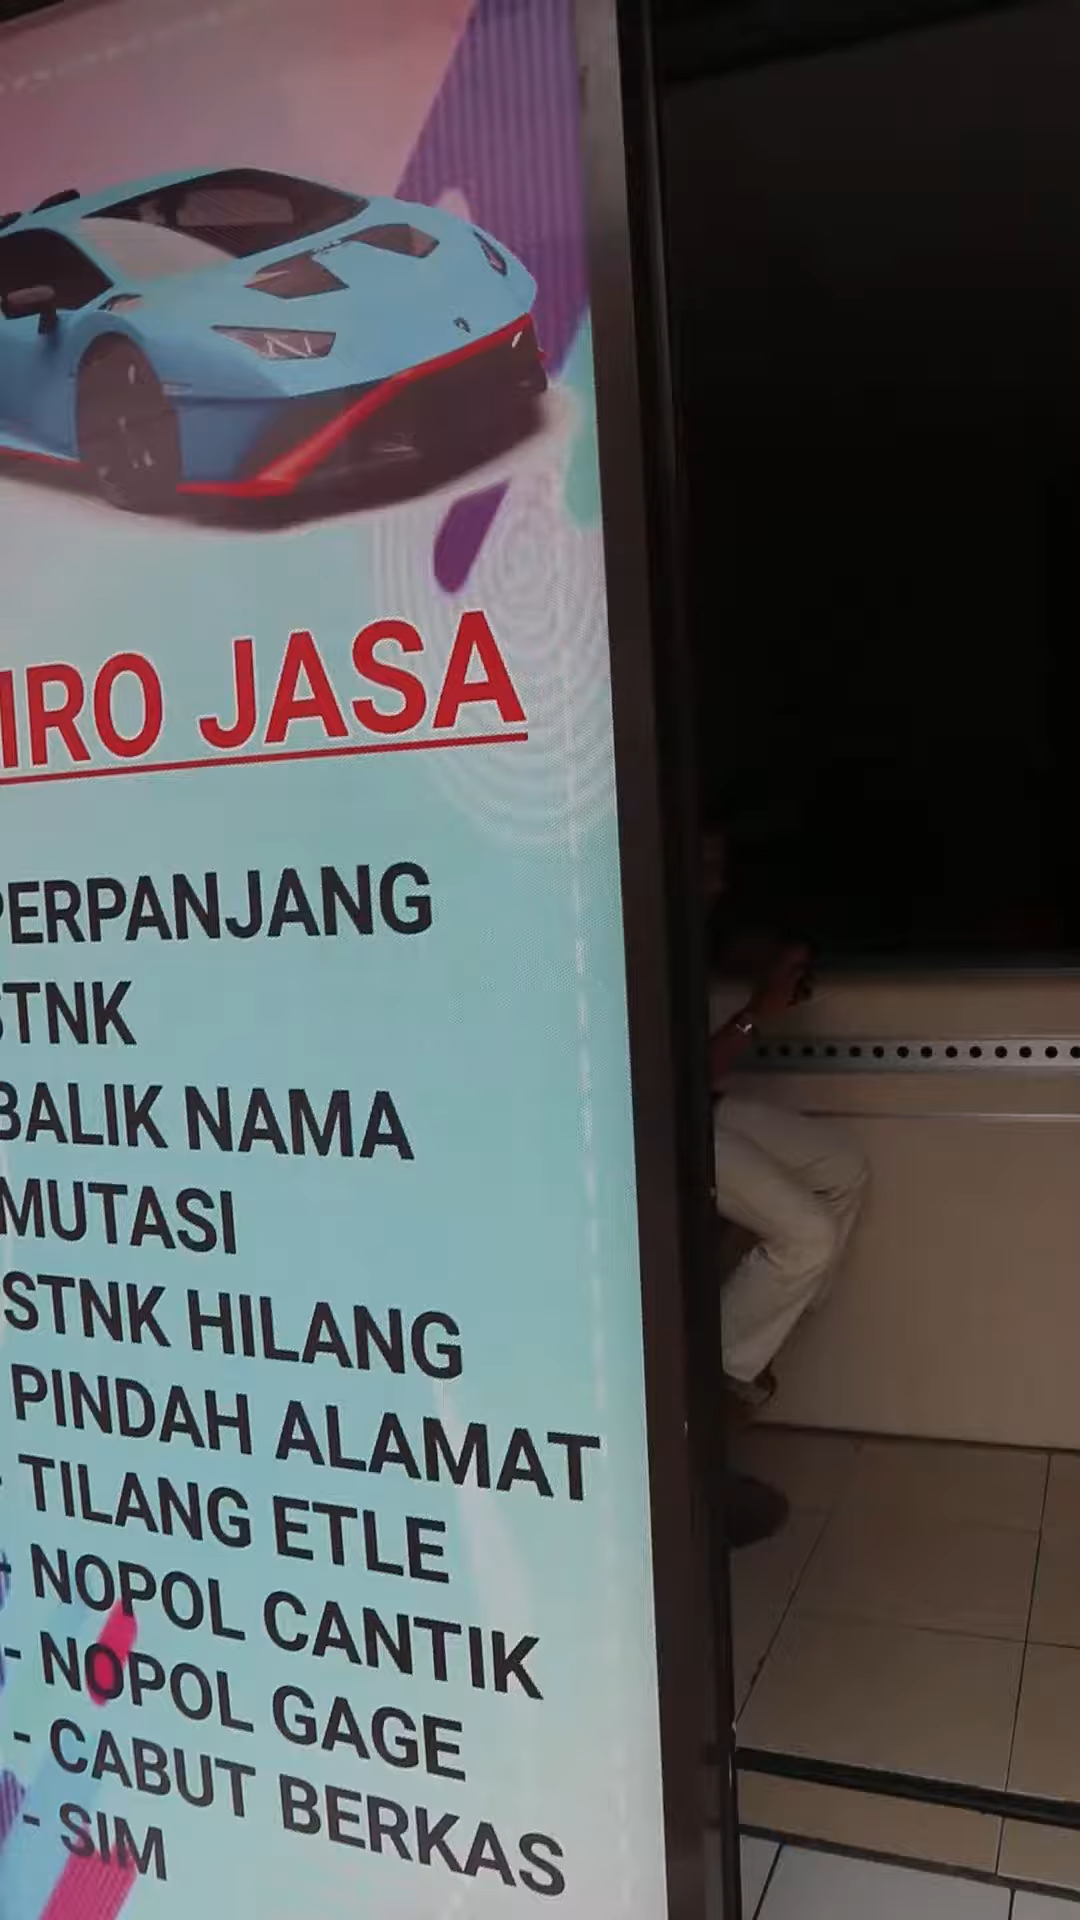 IRO JASA
PERPANJANG
STNK
BALIK NAMA
MUTASI
STNK HILANG
PINDAH ALAMAT
- TILANG ETLE
- NOPOL CANTIK
- NOPOL GAGE
- CABUT BERKAS
- SIM